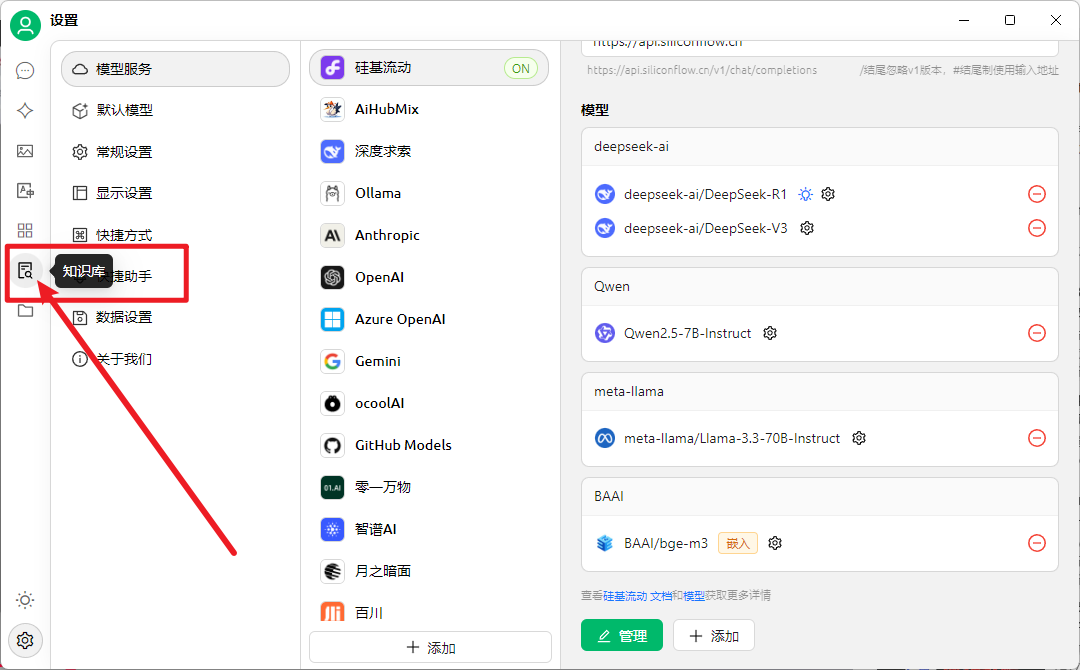 设置
模型服务
默认模型
常规设置
显示设置
快捷方式
知识库
捷助手
数据设置
关于我们
硅基流动
ON
AiHubMix
深度求索
Ollama
Anthropic
OpenAI
Azure OpenAI
Gemini
ocoolAI
GitHub Models
零一万物
智谱AI
月之暗面
百川
添加
https://api.siliconflow.cn
https://api.siliconflow.cn/v1/chat/completions
/结尾忽略v1版本，#结尾制使用输入地址
模型
deepseek-ai
deepseek-ai/DeepSeek-R1
deepseek-ai/DeepSeek-V3
Qwen
Qwen2.5-7B-Instruct
meta-llama
meta-llama/Llama-3.3-70B-Instruct
BAAI
BAAI/bge-m3 嵌入
查看硅基流动 文档和模型获取更多详情
管理
添加